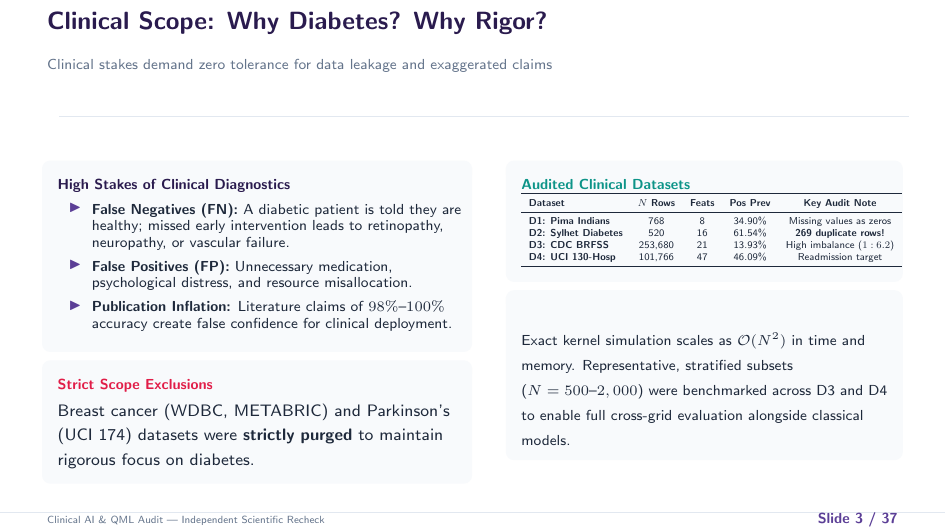 Clinical Scope: Why Diabetes? Why Rigor?
Clinical stakes demand zero tolerance for data leakage and exaggerated claims
High Stakes of Clinical Diagnostics
▶ False Negatives (FN): A diabetic patient is told they are
healthy; missed early intervention leads to retinopathy,
neuropathy, or vascular failure.
▶ False Positives (FP): Unnecessary medication,
psychological distress, and resource misallocation.
▶ Publication Inflation: Literature claims of 98%–100%
accuracy create false confidence for clinical deployment.
Strict Scope Exclusions
Breast cancer (WDBC, METABRIC) and Parkinson's
(UCI 174) datasets were strictly purged to maintain
rigorous focus on diabetes.
Audited Clinical Datasets
Dataset N Rows Feats Pos Prev Key Audit Note
D1: Pima Indians 768 8 34.90% Missing values as zeros
D2: Sylhet Diabetes 520 16 61.54% 269 duplicate rows!
D3: CDC BRFSS 253,680 21 13.93% High imbalance (1 : 6.2)
D4: UCI 130-Hosp 101,766 47 46.09% Readmission target
Exact kernel simulation scales as O(N²) in time and
memory. Representative, stratified subsets
(N = 500–2,000) were benchmarked across D3 and D4
to enable full cross-grid evaluation alongside classical
models.
Clinical AI & QML Audit — Independent Scientific Recheck
Slide 3 / 37